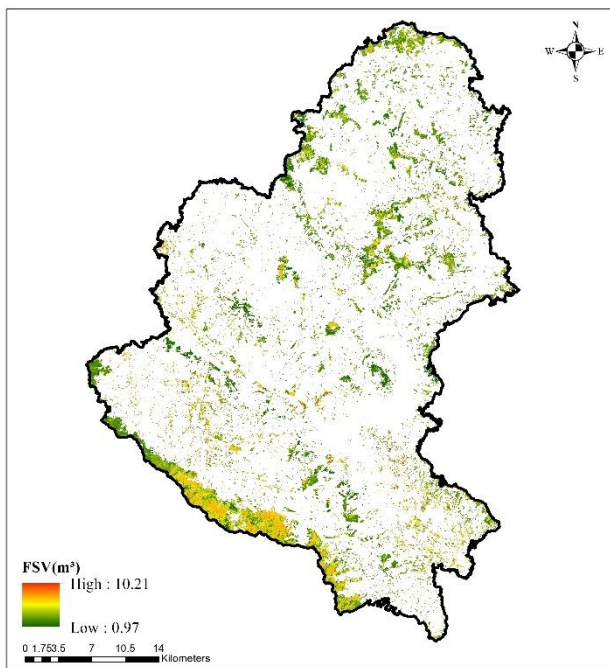 N
W E
S
FSV(m³)
High : 10.21
Low : 0.97
0 1.753.5 7 10.5 14
Kilometers